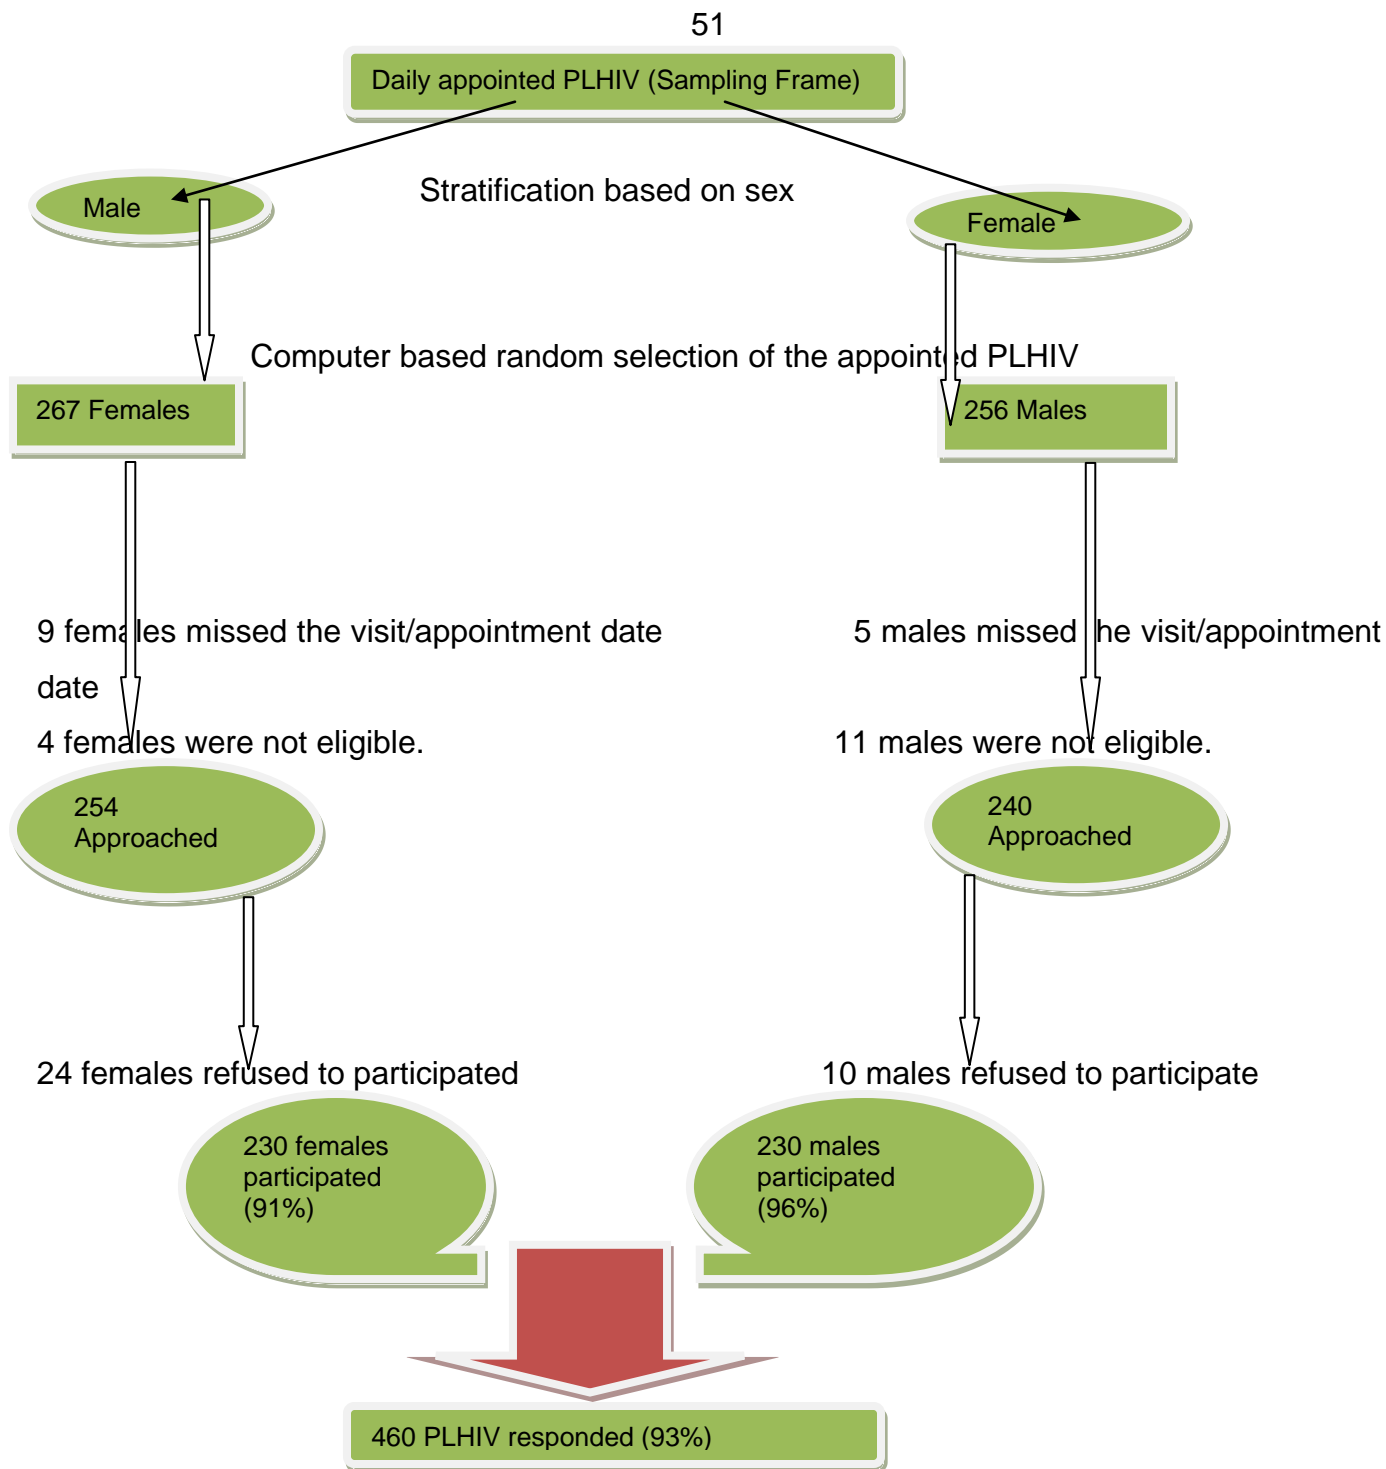 51
Daily appointed PLHIV (Sampling Frame)
Stratification based on sex
Male
Female
Computer based random selection of the appointed PLHIV
267 Females
256 Males
9 females missed the visit/appointment date
5 males missed the visit/appointment
date
4 females were not eligible.
11 males were not eligible.
254
Approached
240
Approached
24 females refused to participated
10 males refused to participate
230 females
participated
(91%)
230 males
participated
(96%)
460 PLHIV responded (93%)